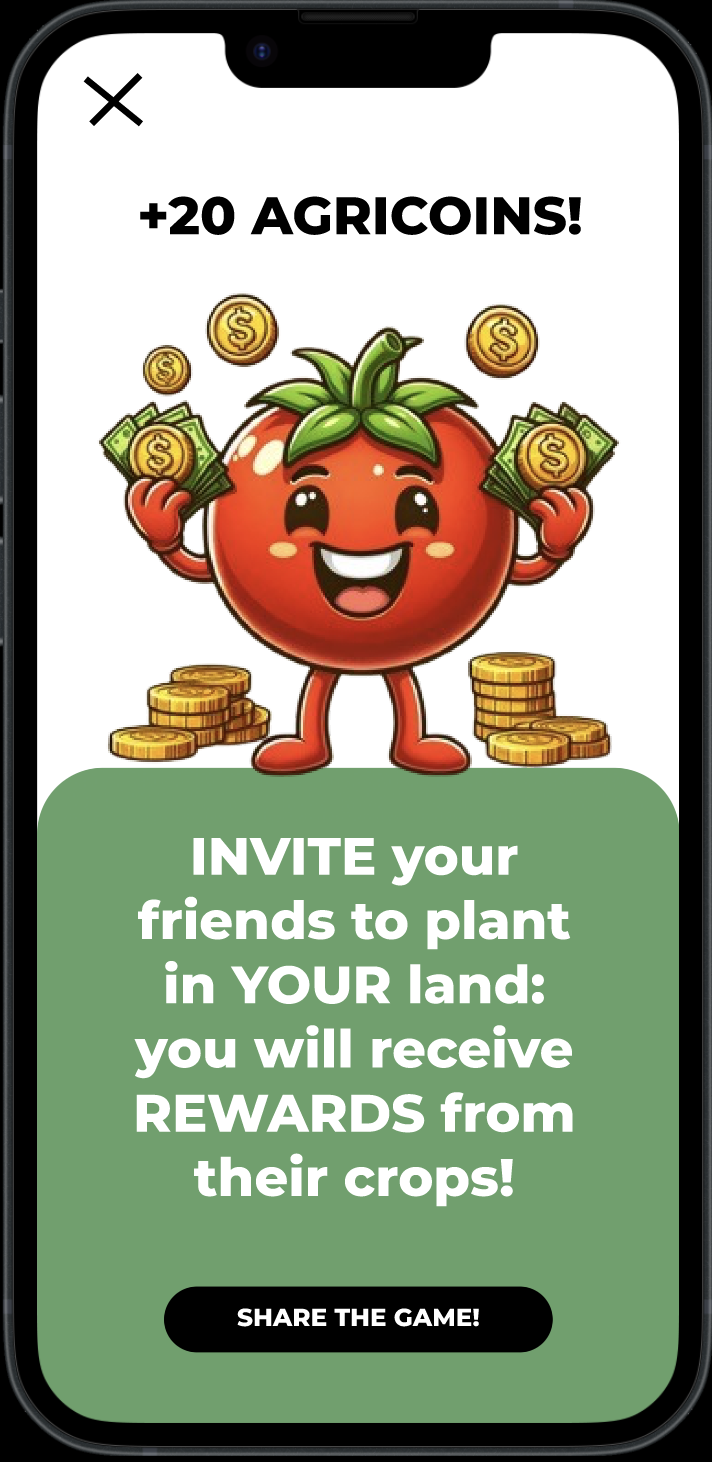 +20 AGRICOINS!
INVITE your
friends to plant
in YOUR land:
you will receive
REWARDS from
their crops!
SHARE THE GAME!